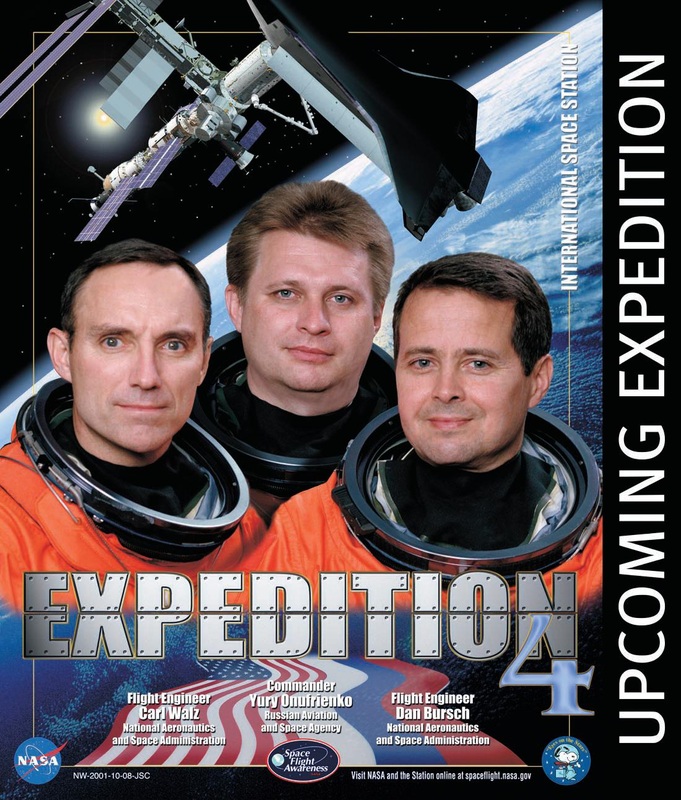 INTERNATIONAL SPACE STATION
UPCOMING EXPEDITION
EXPEDITION
4
Flight Engineer
Carl Walz
National Aeronautics
and Space Administration
Commander
Yury Onufrienko
Russian Aviation
and Space Agency
Flight Engineer
Dan Bursch
National Aeronautics
and Space Administration
NASA
NW-2001-10-08-JSC
Space
Flight
Awareness
Visit NASA and the Station online at spaceflight.nasa.gov